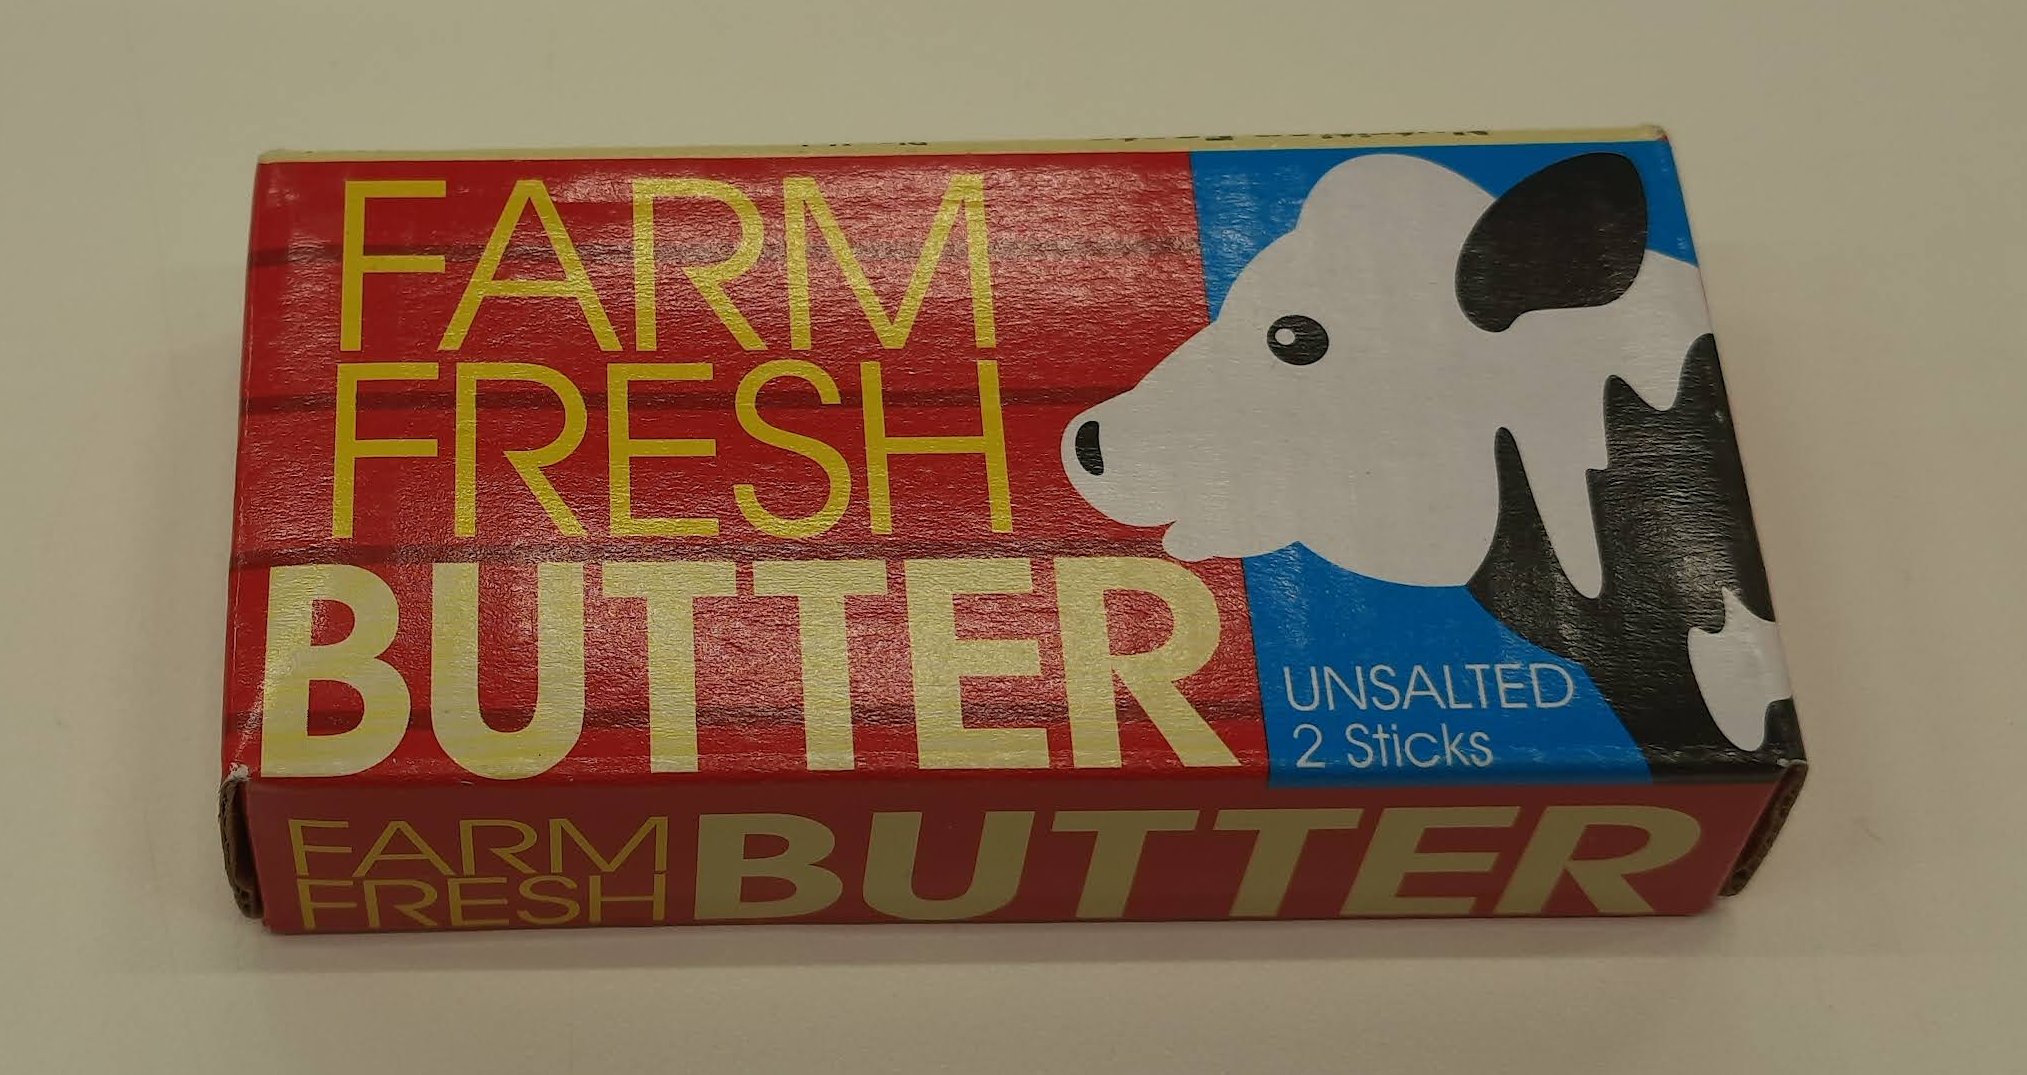 FARM
FRESH
BUTTER
UNSALTED
2 Sticks
FARM
FRESH
BUTTER